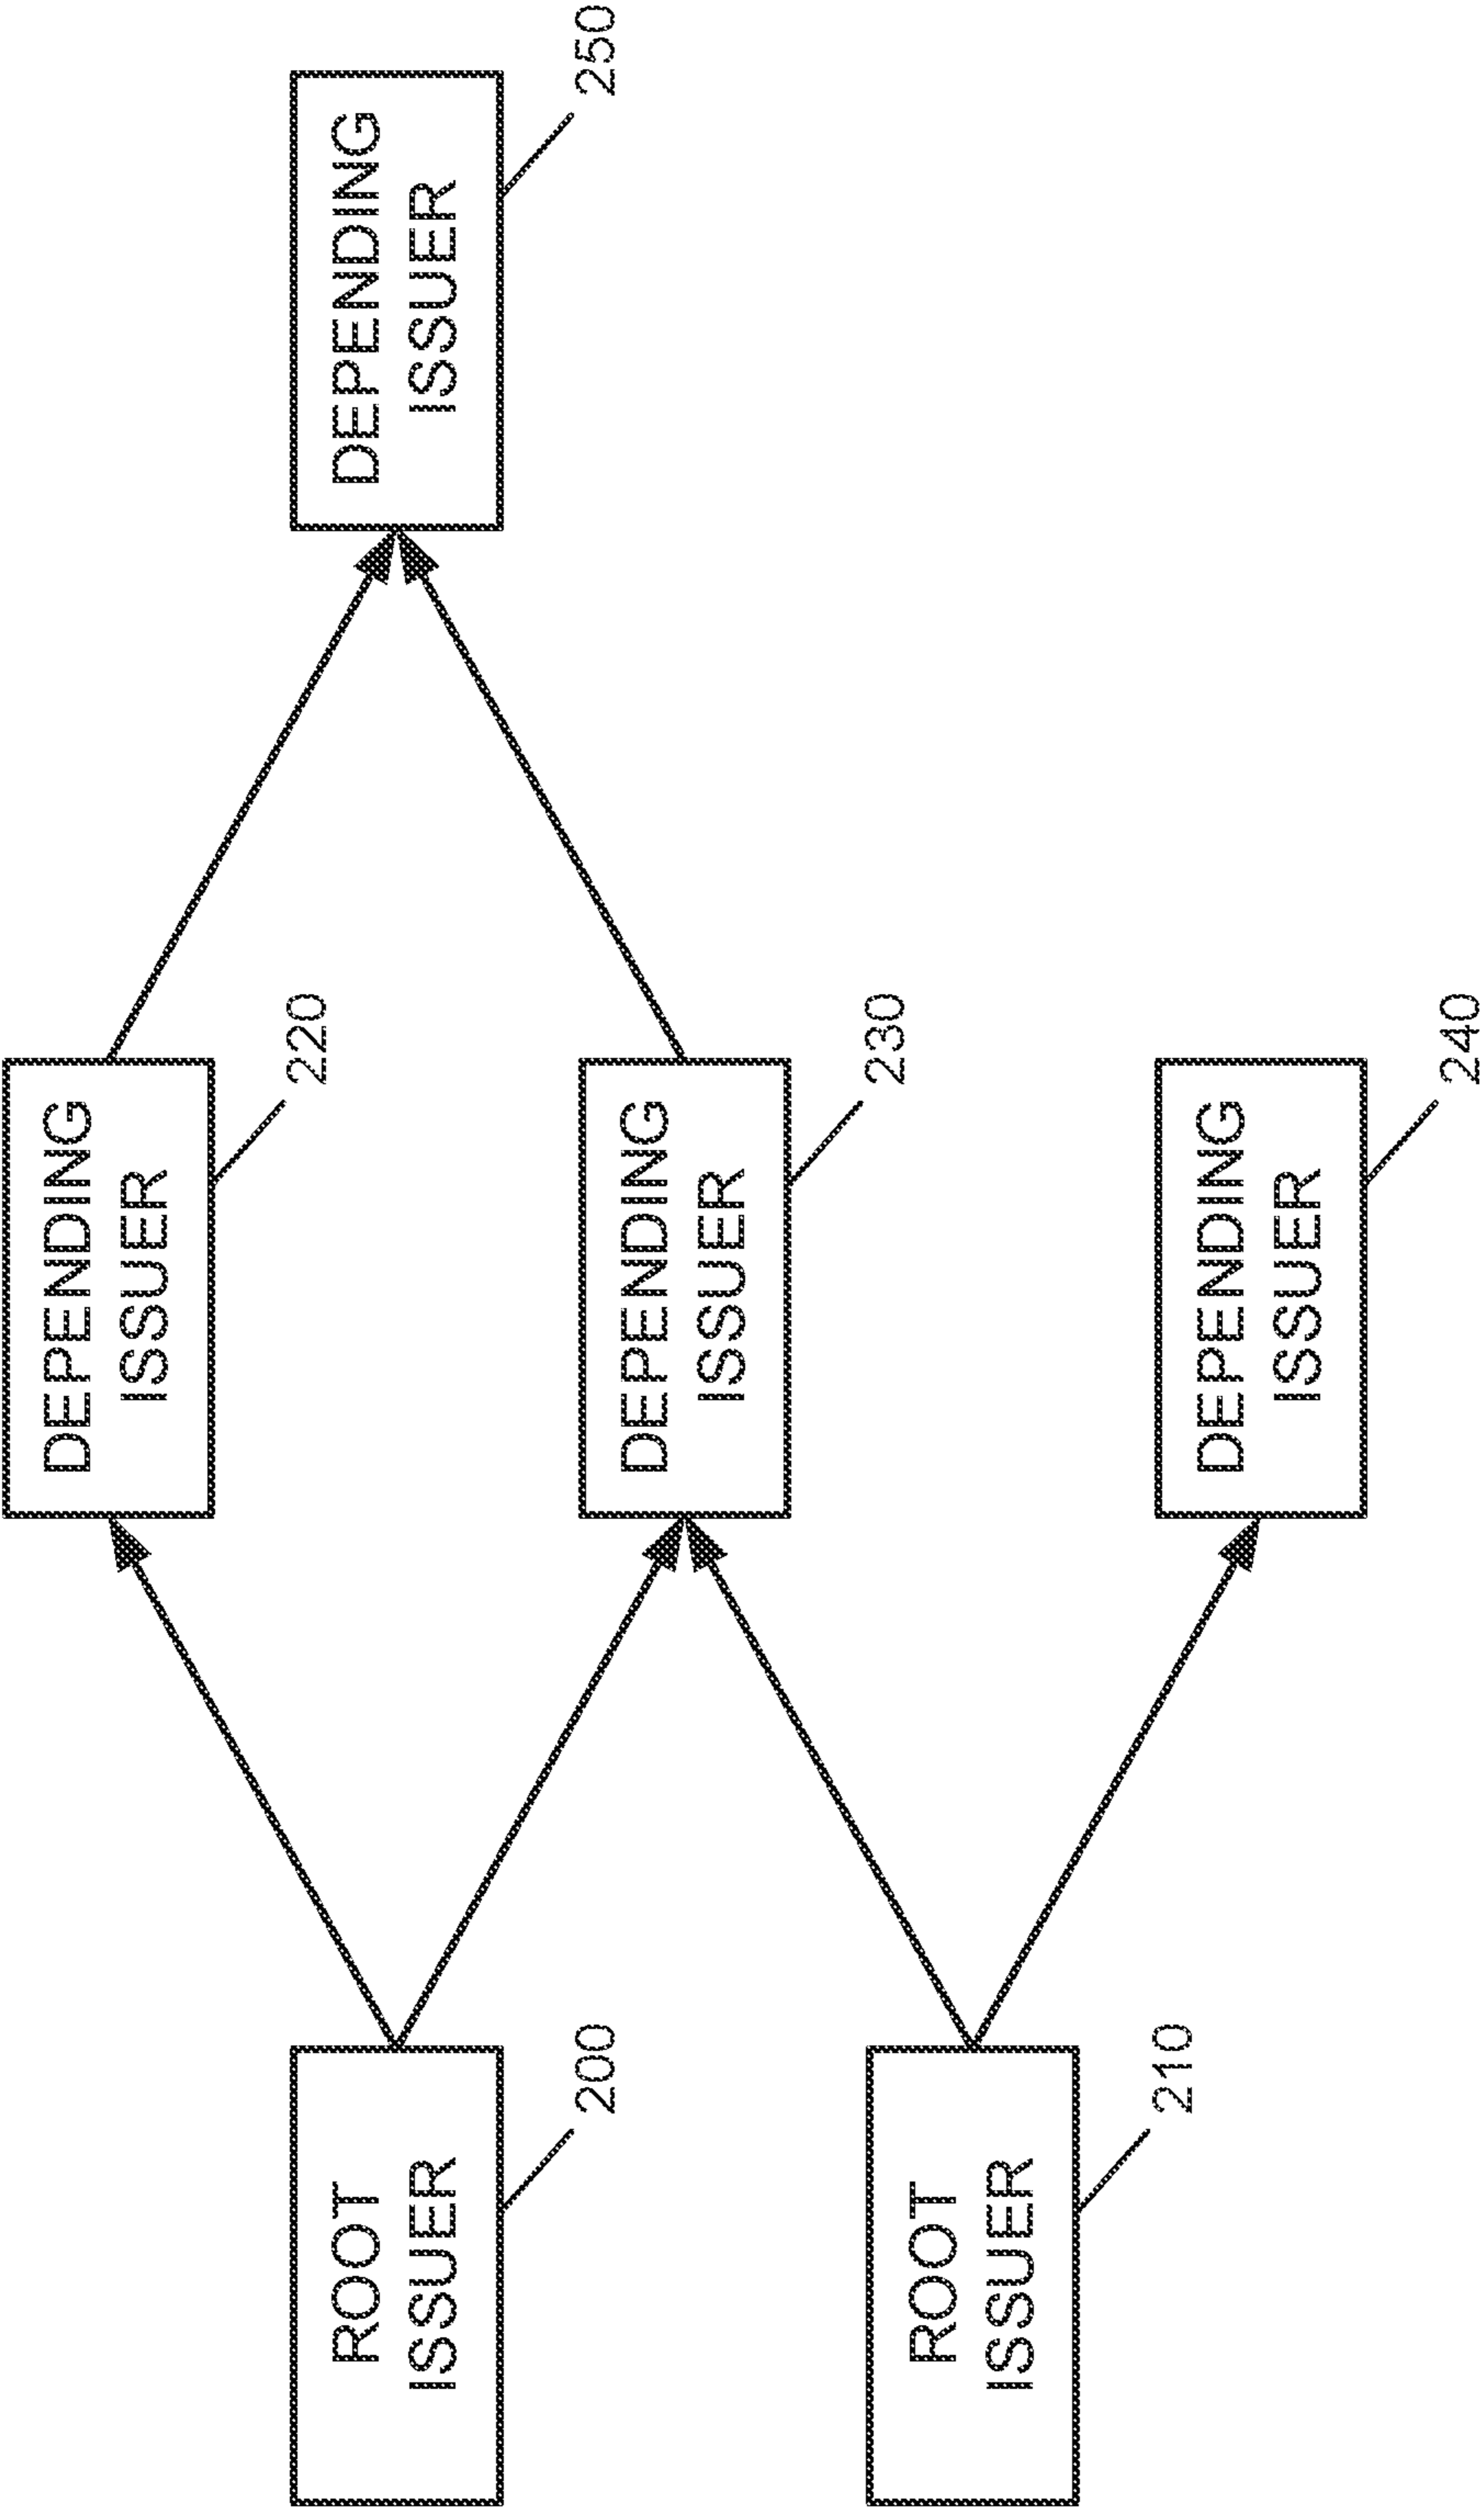 DEPENDING
ISSUER
220
DEPENDING
ISSUER
250
ROOT
ISSUER
200
DEPENDING
ISSUER
230
ROOT
ISSUER
210
DEPENDING
ISSUER
240